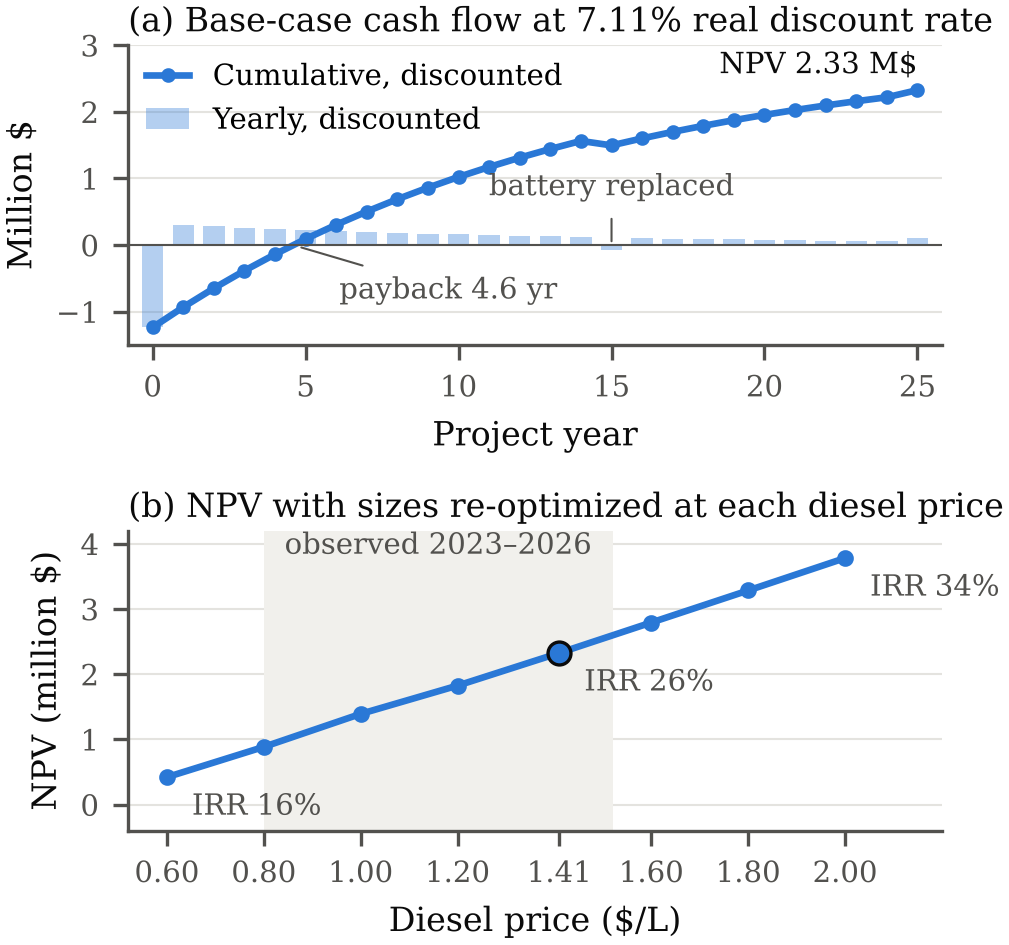 (a) Base-case cash flow at 7.11% real discount rate
3
NPV 2.33 M$
Cumulative, discounted
2
Yearly, discounted
Million $
1
battery replaced
0
payback 4.6 yr
−1
0 5 10 15 20 25
Project year
(b) NPV with sizes re-optimized at each diesel price
4
observed 2023–2026
IRR 34%
3
NPV (million $)
2
IRR 26%
1
0
IRR 16%
0.60 0.80 1.00 1.20 1.41 1.60 1.80 2.00
Diesel price ($/L)